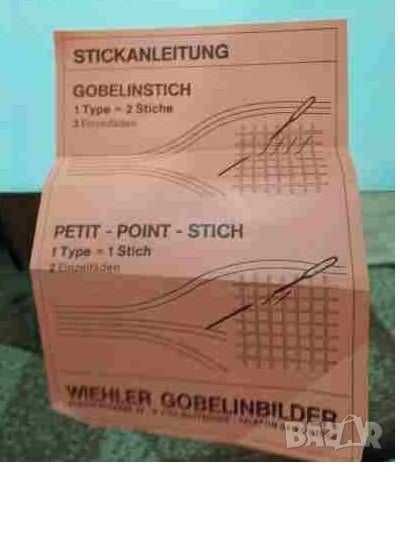 STICKANLEITUNG
GOBELINSTICH
1 Type = 2 Stiche
3 Einzelfäden
PETIT - POINT - STICH
1 Type = 1 Stich
2 Einzelfäden
WIEHLER GOBELINBILDER
BAZAR